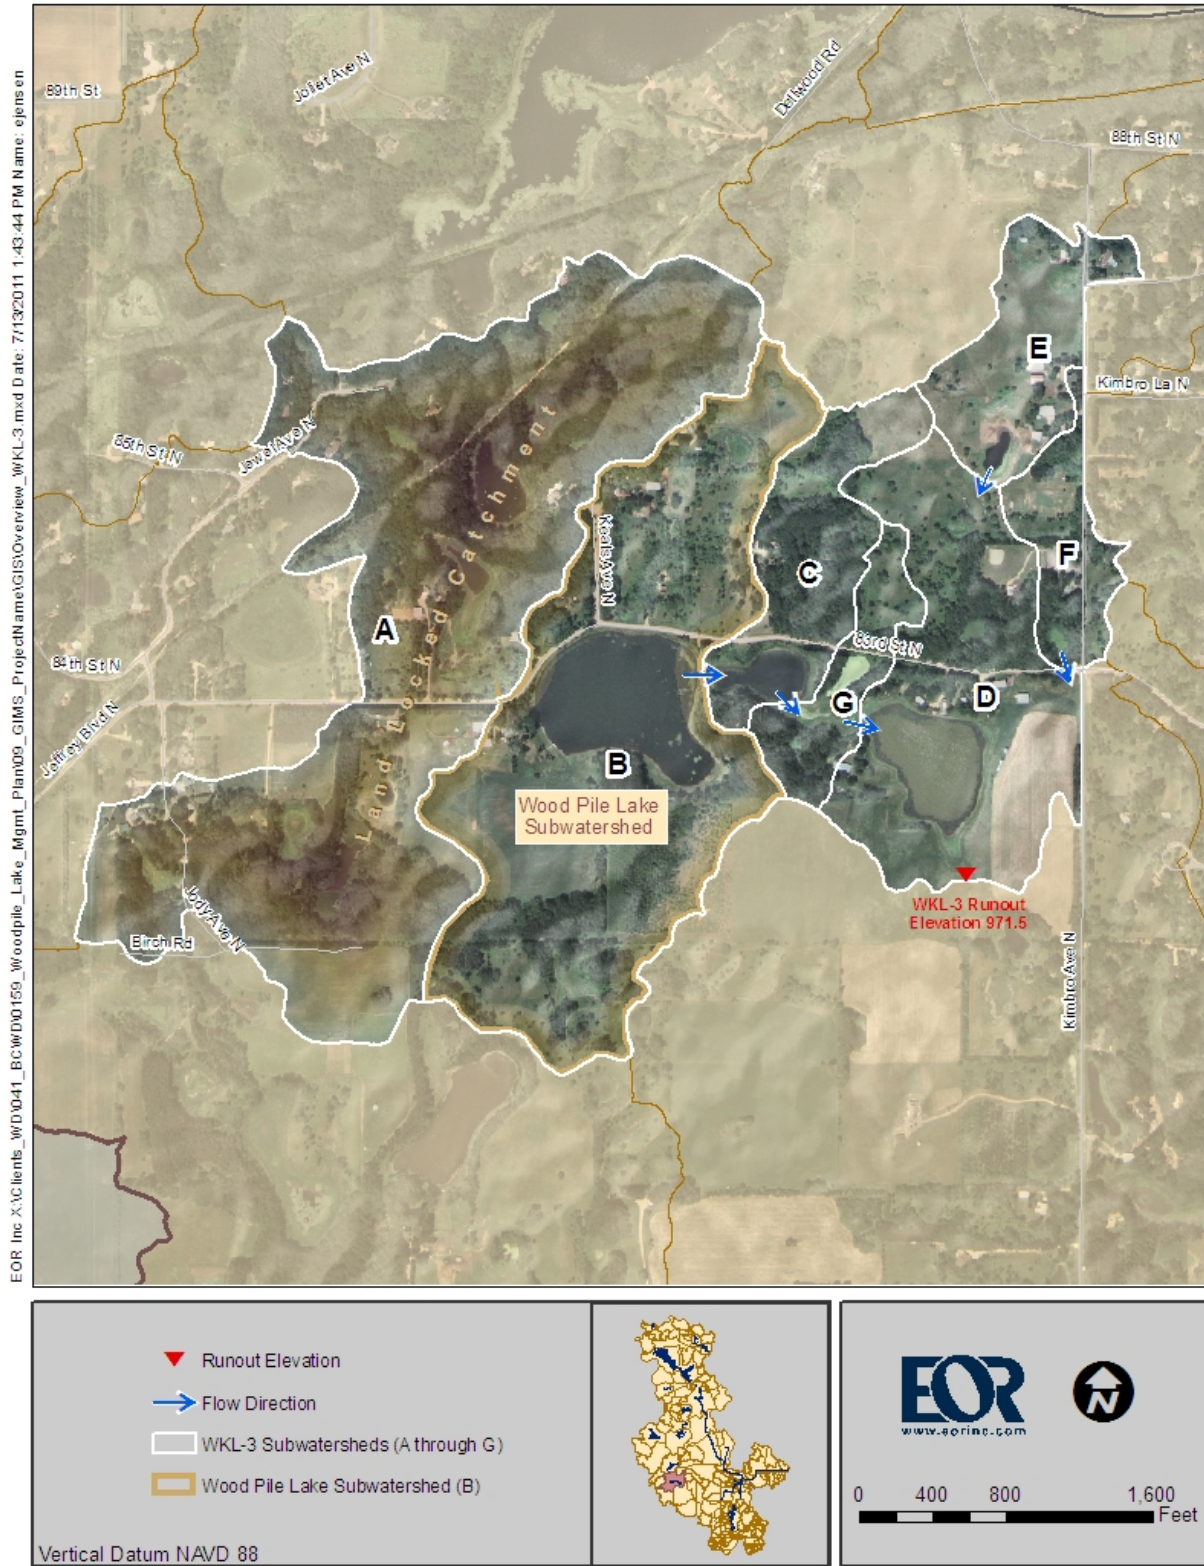 EOR Inc X:\Clients_WD\041_BCWD\0159_Woodpile_Lake_Mgmt_Plan\09_GIMS_ProjectName\GIS\Overview_WKL-3.mxd Date: 7/13/2011 1:43:44 PM Name: ejensen
89th St
Joliet Ave N
Dellwood Rd
88th St N
E
Kimbro La N
85th St N
Jewel Ave N
Land Locked Catchment
Keats Ave N
C
F
A
83rd St N
84th St N
G
D
Jeffrey Blvd N
B
Wood Pile Lake
Subwatershed
WKL-3 Runout
Elevation 971.5
Jody Ave N
Birch Rd
Kimbro Ave N
Runout Elevation
Flow Direction
WKL-3 Subwatersheds (A through G)
Wood Pile Lake Subwatershed (B)
Vertical Datum NAVD 88
EOR
www.eorinc.com
N
0 400 800 1,600
Feet